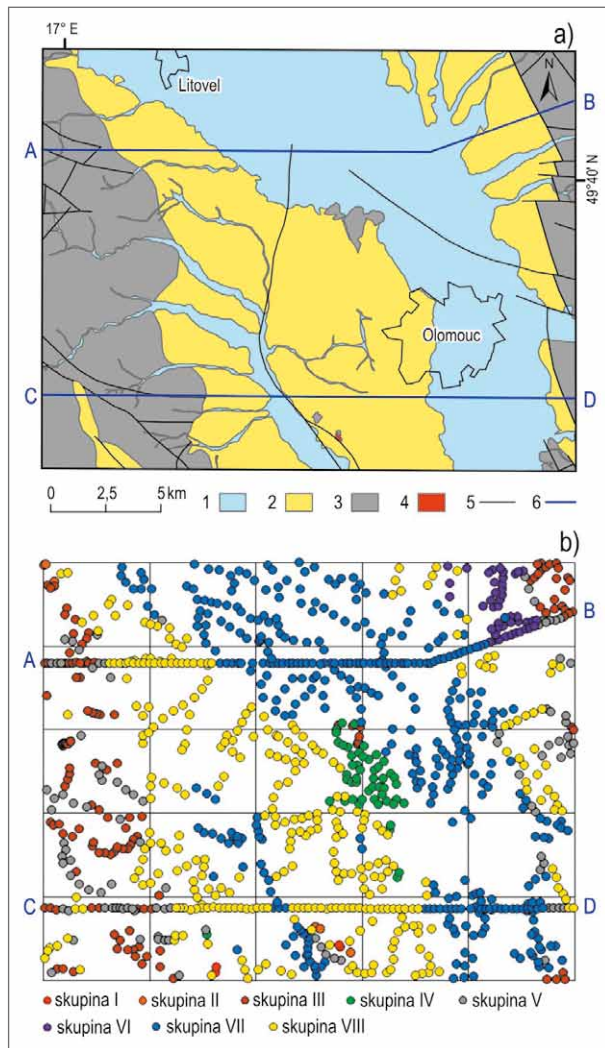 17° E
a)
N
Litovel
B
A
49°40' N
Olomouc
C
D
0 2,5 5 km 1 2 3 4 5 6
b)
B
A
C
D
skupina I skupina II skupina III skupina IV skupina V
skupina VI skupina VII skupina VIII